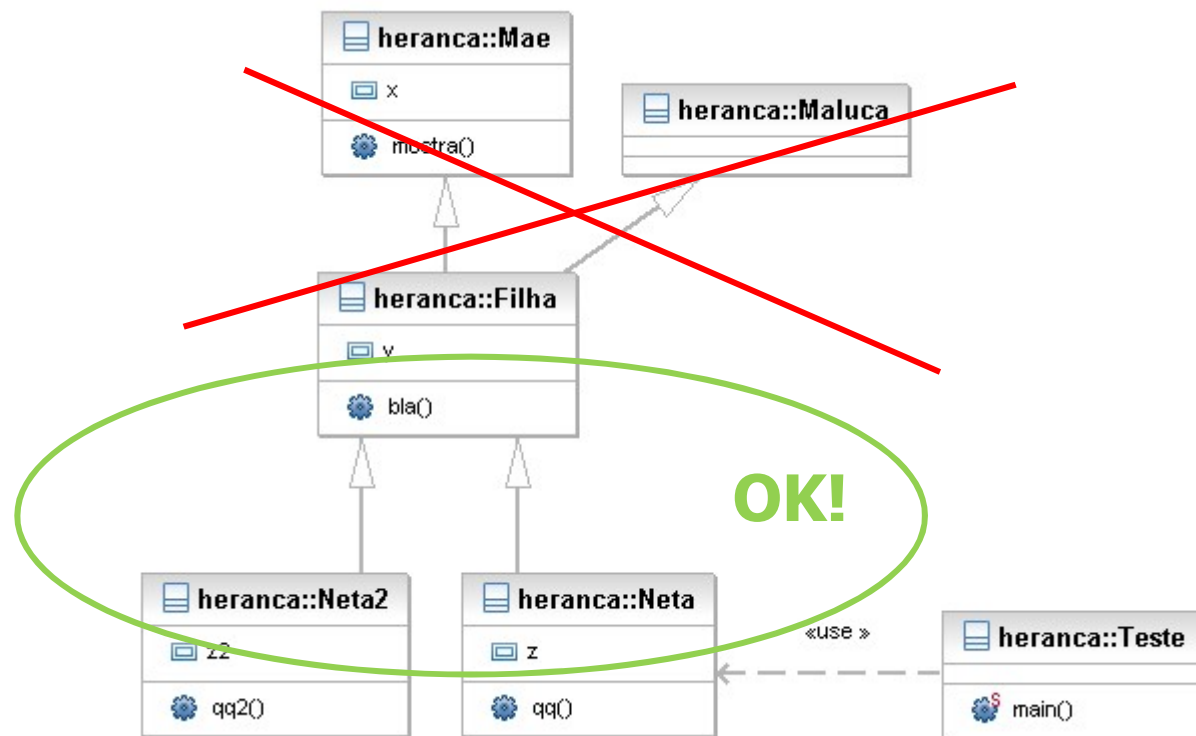 heranca::Mae
x
mostra()
heranca::Maluca
heranca::Filha
y
bla()
OK!
heranca::Neta2
z2
qq2()
heranca::Neta
z
qq()
«use »
heranca::Teste
S
main()